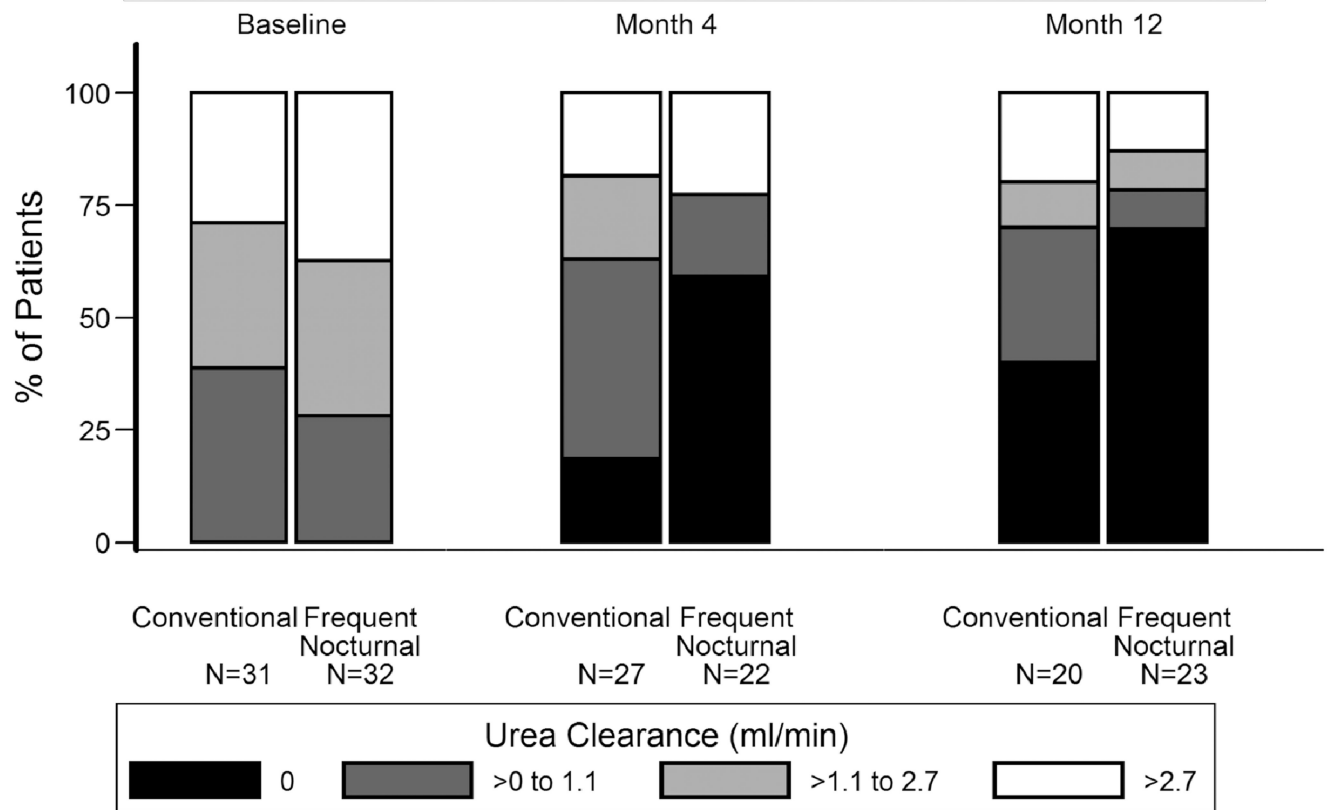 Baseline Month 4 Month 12
100
75
50
25
0
% of Patients
Conventional Frequent Conventional Frequent Conventional Frequent
Nocturnal Nocturnal Nocturnal
N=31 N=32 N=27 N=22 N=20 N=23
Urea Clearance (ml/min)
0 >0 to 1.1 >1.1 to 2.7 >2.7